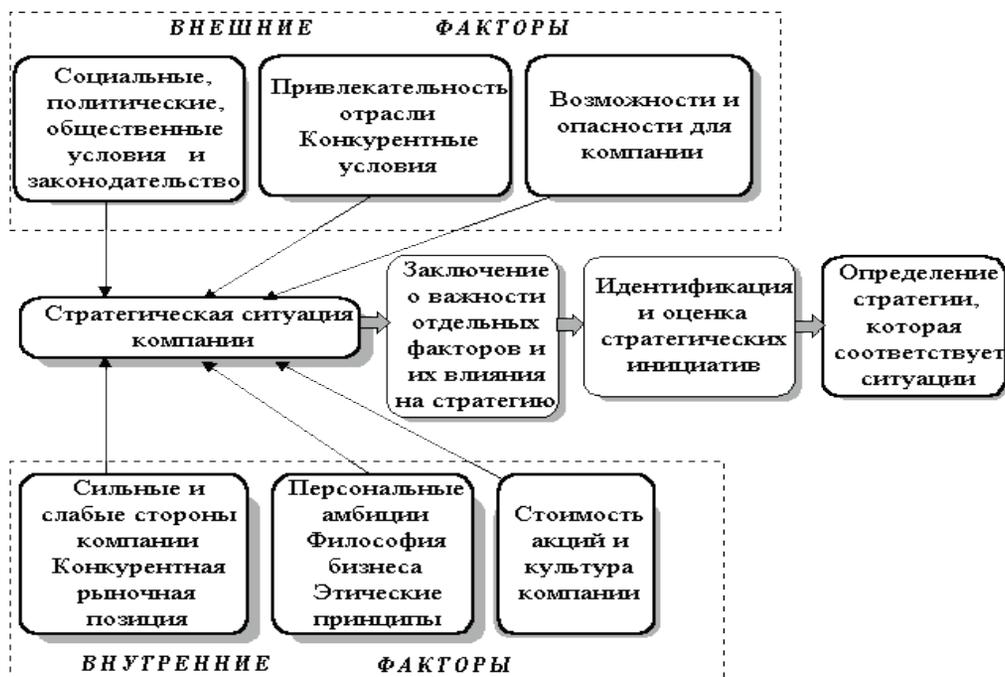 ВНЕШНИЕ ФАКТОРЫ
Социальные,
политические,
общественные
условия и
законодательство
Привлекательность
отрасли
Конкурентные
условия
Возможности и
опасности для
компании
Стратегическая ситуация
компании
Заключение
о важности
отдельных
факторов и
их влияния
на стратегию
Идентификация
и оценка
стратегических
инициатив
Определение
стратегии,
которая
соответствует
ситуации
Сильные и
слабые стороны
компании
Конкурентная
рыночная
позиция
Персональные
амбиции
Философия
бизнеса
Этические
принципы
Стоимость
акций и
культура
компании
ВНУТРЕННИЕ ФАКТОРЫ